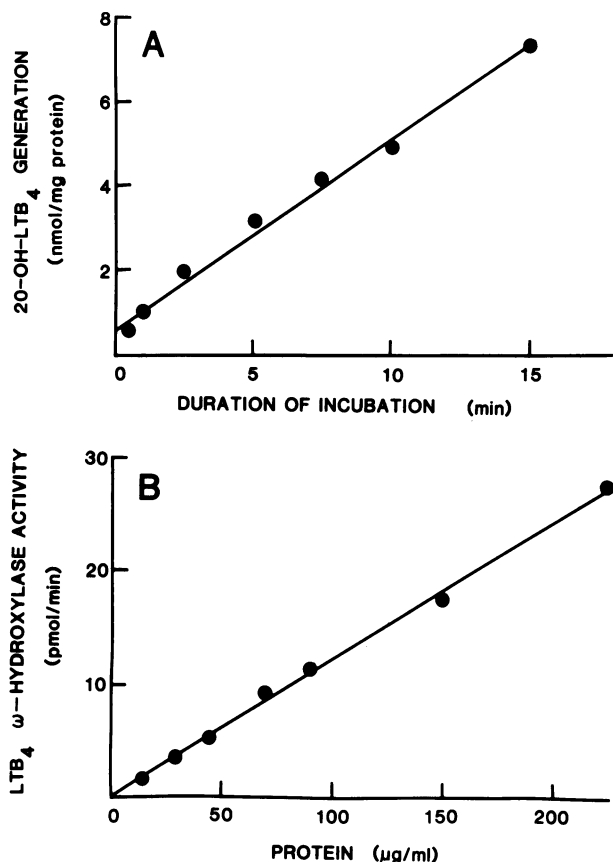 A
20-OH-LTB4 GENERATION
(nmol/mg protein)
8
6
4
2
0
5
10
15
DURATION OF INCUBATION (min)
B
LTB4 ω-HYDROXYLASE ACTIVITY
(pmol/min)
30
20
10
0
50
100
150
200
PROTEIN (µg/ml)